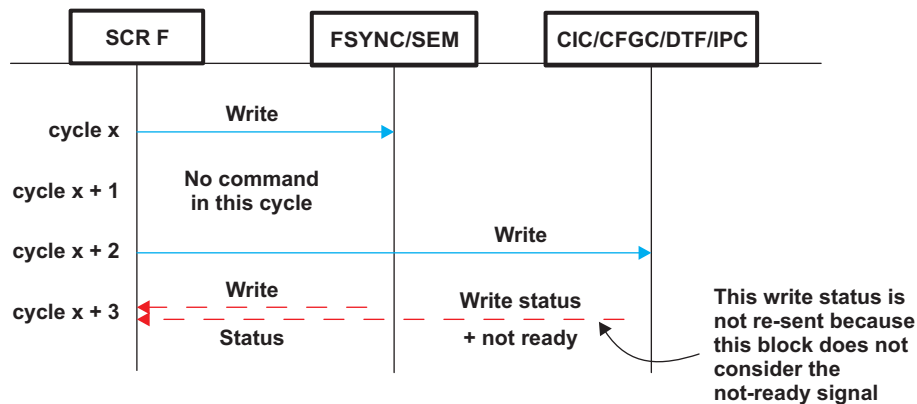 SCR F
FSYNC/SEM
CIC/CFGC/DTF/IPC
cycle x
Write
cycle x + 1
No command
in this cycle
cycle x + 2
Write
cycle x + 3
Write
Status
Write status
+ not ready
This write status is
not re-sent because
this block does not
consider the
not-ready signal